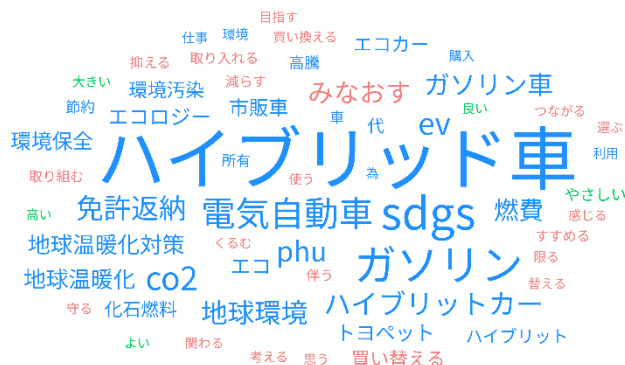 目指す
仕事 環境 買い換える エコカー
抑える 取り入れる 高騰 購入
大きい 環境汚染 減らす みなおす ガソリン車
節約 エコロジー 市販車 車 代 ev 良い つながる
環境保全 ハイブリッド車 選ぶ
所有 利用
取り組む 使う 為 やさしい
高い 免許返納 電気自動車 sdgs 燃費 感じる
地球温暖化対策 くるむ phu すすめる
地球温暖化 co2 エコ 伴う ガソリン 限る
替える
守る 化石燃料 地球環境 ハイブリットカー
トヨペット ハイブリット
よい 関わる 考える 思う 買い替える